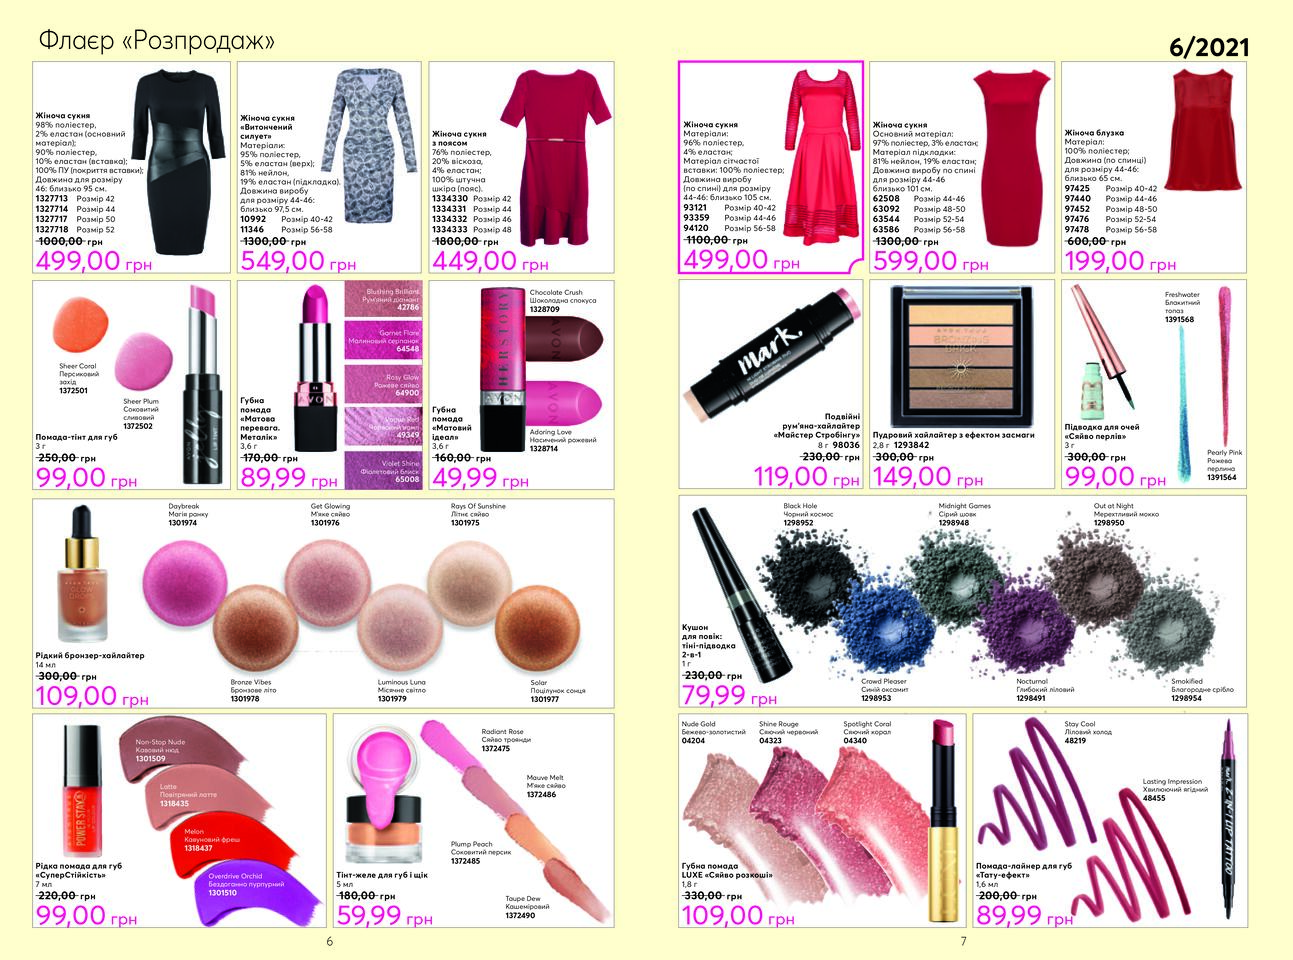 Флаєр «Розпродаж»
6/2021
Жіноча сукня
98% поліестер,
2% еластан (основний
матеріал);
90% поліестер,
10% еластан (вставка);
100% ПУ (покриття вставки);
Довжина для розміру
46: близько 95 см.
1327713 Розмір 42
1327714 Розмір 44
1327717 Розмір 50
1327718 Розмір 52
1000,00 грн
499,00 грн
Жіноча сукня
«Витончений
силует»
Матеріали:
95% поліестер,
5% еластан (верх);
81% нейлон,
19% еластан (підкладка).
Довжина виробу
для розміру 44-46:
близько 97,5 см.
10992 Розмір 40-42
11346 Розмір 56-58
1300,00 грн
549,00 грн
Жіноча сукня
з поясом
76% поліестер,
20% віскоза,
4% еластан;
100% штучна
шкіра (пояс).
1334330 Розмір 42
1334331 Розмір 44
1334332 Розмір 46
1334333 Розмір 48
1800,00 грн
449,00 грн
Жіноча сукня
Матеріали:
96% поліестер,
4% еластан;
Матеріал сітчастої
вставки: 100% поліестер;
Довжина виробу
(по спині) для розміру
44-46: близько 105 см.
93121 Розмір 40-42
93359 Розмір 44-46
94120 Розмір 56-58
1100,00 грн
499,00 грн
Жіноча сукня
Основний матеріал:
97% поліестер, 3% еластан;
Матеріал підкладки:
81% нейлон, 19% еластан;
Довжина виробу по спині
для розміру 44-46
близько 101 см.
62508 Розмір 44-46
63092 Розмір 48-50
63544 Розмір 52-54
63586 Розмір 56-58
1300,00 грн
599,00 грн
Жіноча блузка
Матеріал:
100% поліестер;
Довжина (по спинці)
для розміру 44-46:
близько 65 см.
97425 Розмір 40-42
97440 Розмір 44-46
97452 Розмір 48-50
97476 Розмір 52-54
97478 Розмір 56-58
600,00 грн
199,00 грн
Sheer Coral
Персиковий
захід
1372501
Sheer Plum
Соковитий
сливовий
1372502
Помада-тінт для губ
3 г
250,00 грн
99,00 грн
Blushing Brilliant
Рум'яний діамант
42786
Garnet Flare
Малиновий серпанок
64548
Rosy Glow
Рожеве сяйво
64900
49349
Violet Shine
Фіолетовий блиск
65008
AVON
Губна
помада
«Матова
перевага.
Металік»
3,6 г
170,00 грн
89,99 грн
Chocolate Crush
Шоколадна спокуса
1328709
HERSTORY
AVON
Adoring Love
Насичений рожевий
1328714
Губна
помада
«Матовий
ідеал»
3,6 г
160,00 грн
49,99 грн
mark.
Подвійні
рум'яна-хайлайтер
«Майстер Стробінгу»
8 г 98036
230,00 грн
119,00 грн
Пудровий хайлайтер з ефектом засмаги
2,8 г 1293842
300,00 грн
149,00 грн
Freshwater
Блакитний
топаз
1391568
Pearly Pink
Рожева
перлина
1391564
Підводка для очей
«Сяйво перлів»
3 г
300,00 грн
99,00 грн
Daybreak
Магія ранку
1301974
Get Glowing
М'яке сяйво
1301976
Rays Of Sunshine
Літнє сяйво
1301975
Bronze Vibes
Бронзове літо
1301978
Luminous Luna
Місячне світло
1301979
Solar
Поцілунок сонця
1301977
GLOW
DROPS
Рідкий бронзер-хайлайтер
14 мл
300,00 грн
109,00 грн
Black Hole
Чорний космос
1298952
Midnight Games
Сірий шовк
1298948
Out at Night
Мерехтливий мокко
1298950
Crowd Pleaser
Синій оксамит
1298953
Nocturnal
Глибокий ліловий
1298491
Smokified
Благородне срібло
1298954
Кушон
для повік:
тіні-підводка
2-в-1
1 г
230,00 грн
79,99 грн
Non-Stop Nude
Кавовий нюд
1301509
Latte
Повітряний латте
1318435
Melon
Кавуновий фреш
1318437
Overdrive Orchid
Бездоганно пурпурний
1301510
POWER STAY
Рідка помада для губ
«СуперСтійкість»
7 мл
220,00 грн
99,00 грн
Radiant Rose
Сяйво троянди
1372475
Mauve Melt
М'яке сяйво
1372486
Plump Peach
Соковитий персик
1372485
Taupe Dew
Кашеміровий
1372490
Тінт-желе для губ і щік
5 мл
180,00 грн
59,99 грн
Nude Gold
Бежево-золотистий
04204
Shine Rouge
Сяючий червоний
04323
Spotlight Coral
Сяючий корал
04340
Губна помада
LUXE «Сяйво розкоші»
1,8 г
330,00 грн
109,00 грн
Stay Cool
Ліловий холод
48219
Lasting Impression
Хвилюючий ягідний
48455
LIP TATTOO
Помада-лайнер для губ
«Тату-ефект»
1,6 мл
200,00 грн
89,99 грн
6
7